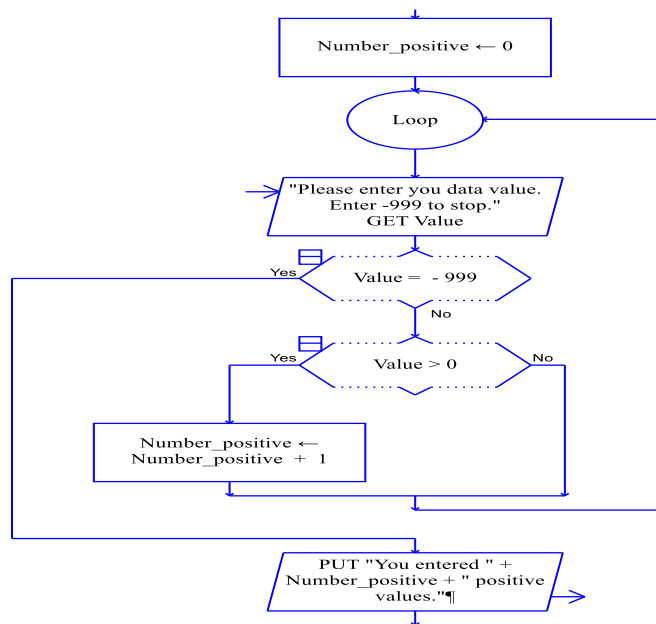 Number_positive ← 0
Loop
"Please enter you data value.
Enter -999 to stop."
GET Value
Yes
Value = - 999
No
Yes
Value > 0
No
Number_positive ←
Number_positive + 1
PUT "You entered " +
Number_positive + " positive
values."¶